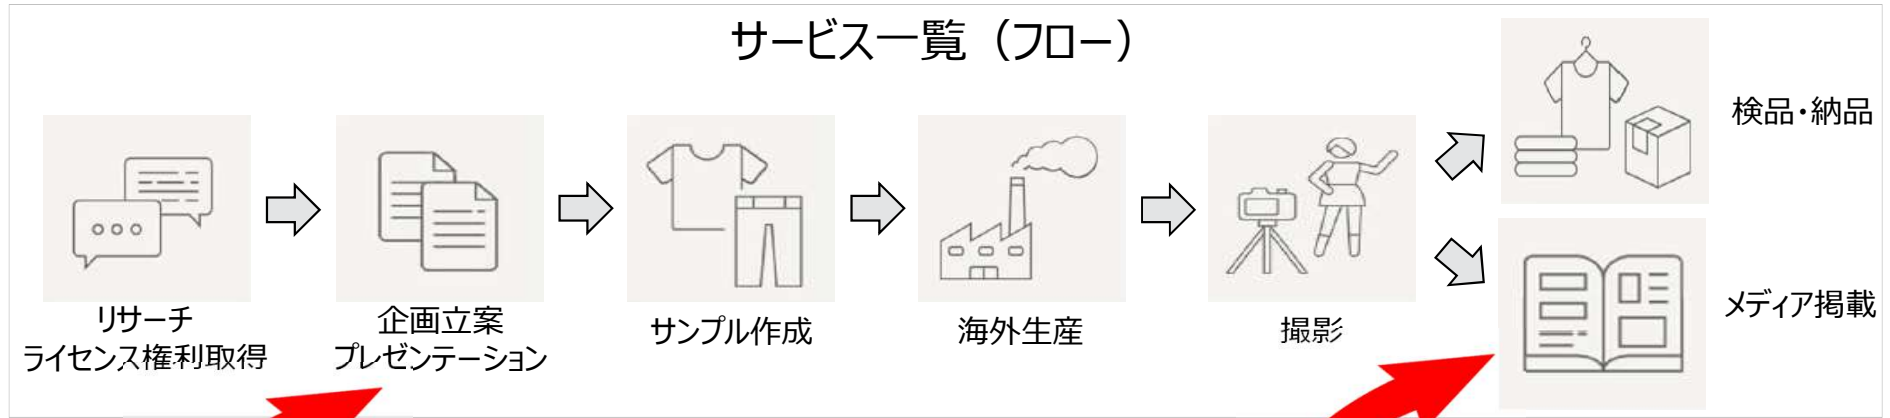 サービス一覧（フロー）
リサーチ
ライセンス権利取得
企画立案
プレゼンテーション
サンプル作成
海外生産
撮影
検品・納品
メディア掲載